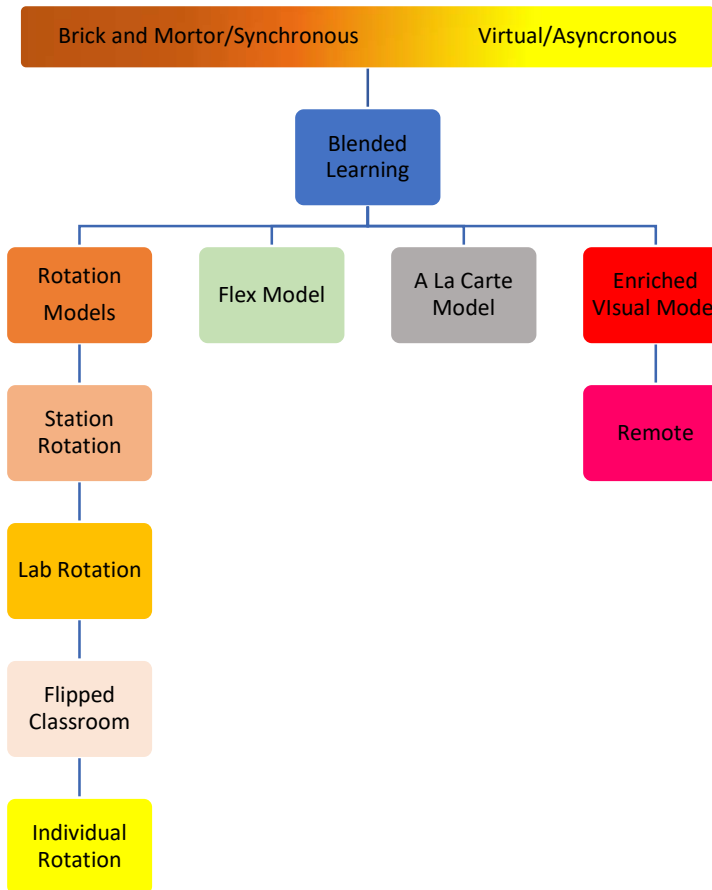 Brick and Mortor/Synchronous Virtual/Asyncronous
Blended
Learning
Rotation
Models
Flex Model
A La Carte
Model
Enriched
VIsual Model
Station
Rotation
Remote
Lab Rotation
Flipped
Classroom
Individual
Rotation